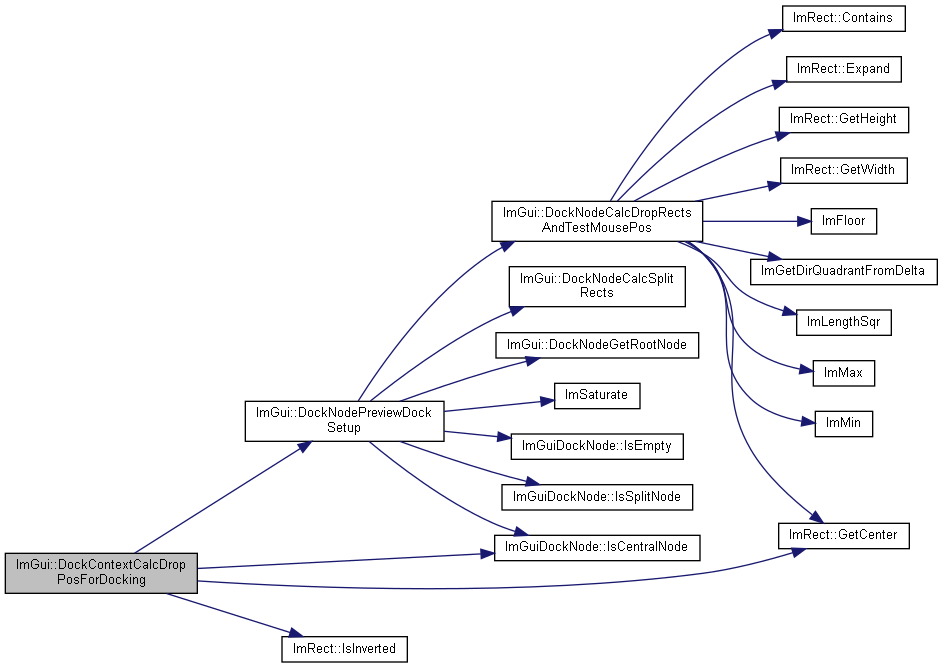 ImRect::Contains
ImRect::Expand
ImRect::GetHeight
ImRect::GetWidth
ImGui::DockNodeCalcDropRects
AndTestMousePos
ImFloor
ImGetDirQuadrantFromDelta
ImGui::DockNodeCalcSplit
Rects
ImLengthSqr
ImGui::DockNodeGetRootNode
ImMax
ImSaturate
ImGui::DockNodePreviewDock
Setup
ImMin
ImGuiDockNode::IsEmpty
ImGuiDockNode::IsSplitNode
ImRect::GetCenter
ImGuiDockNode::IsCentralNode
ImGui::DockContextCalcDrop
PosForDocking
ImRect::IsInverted